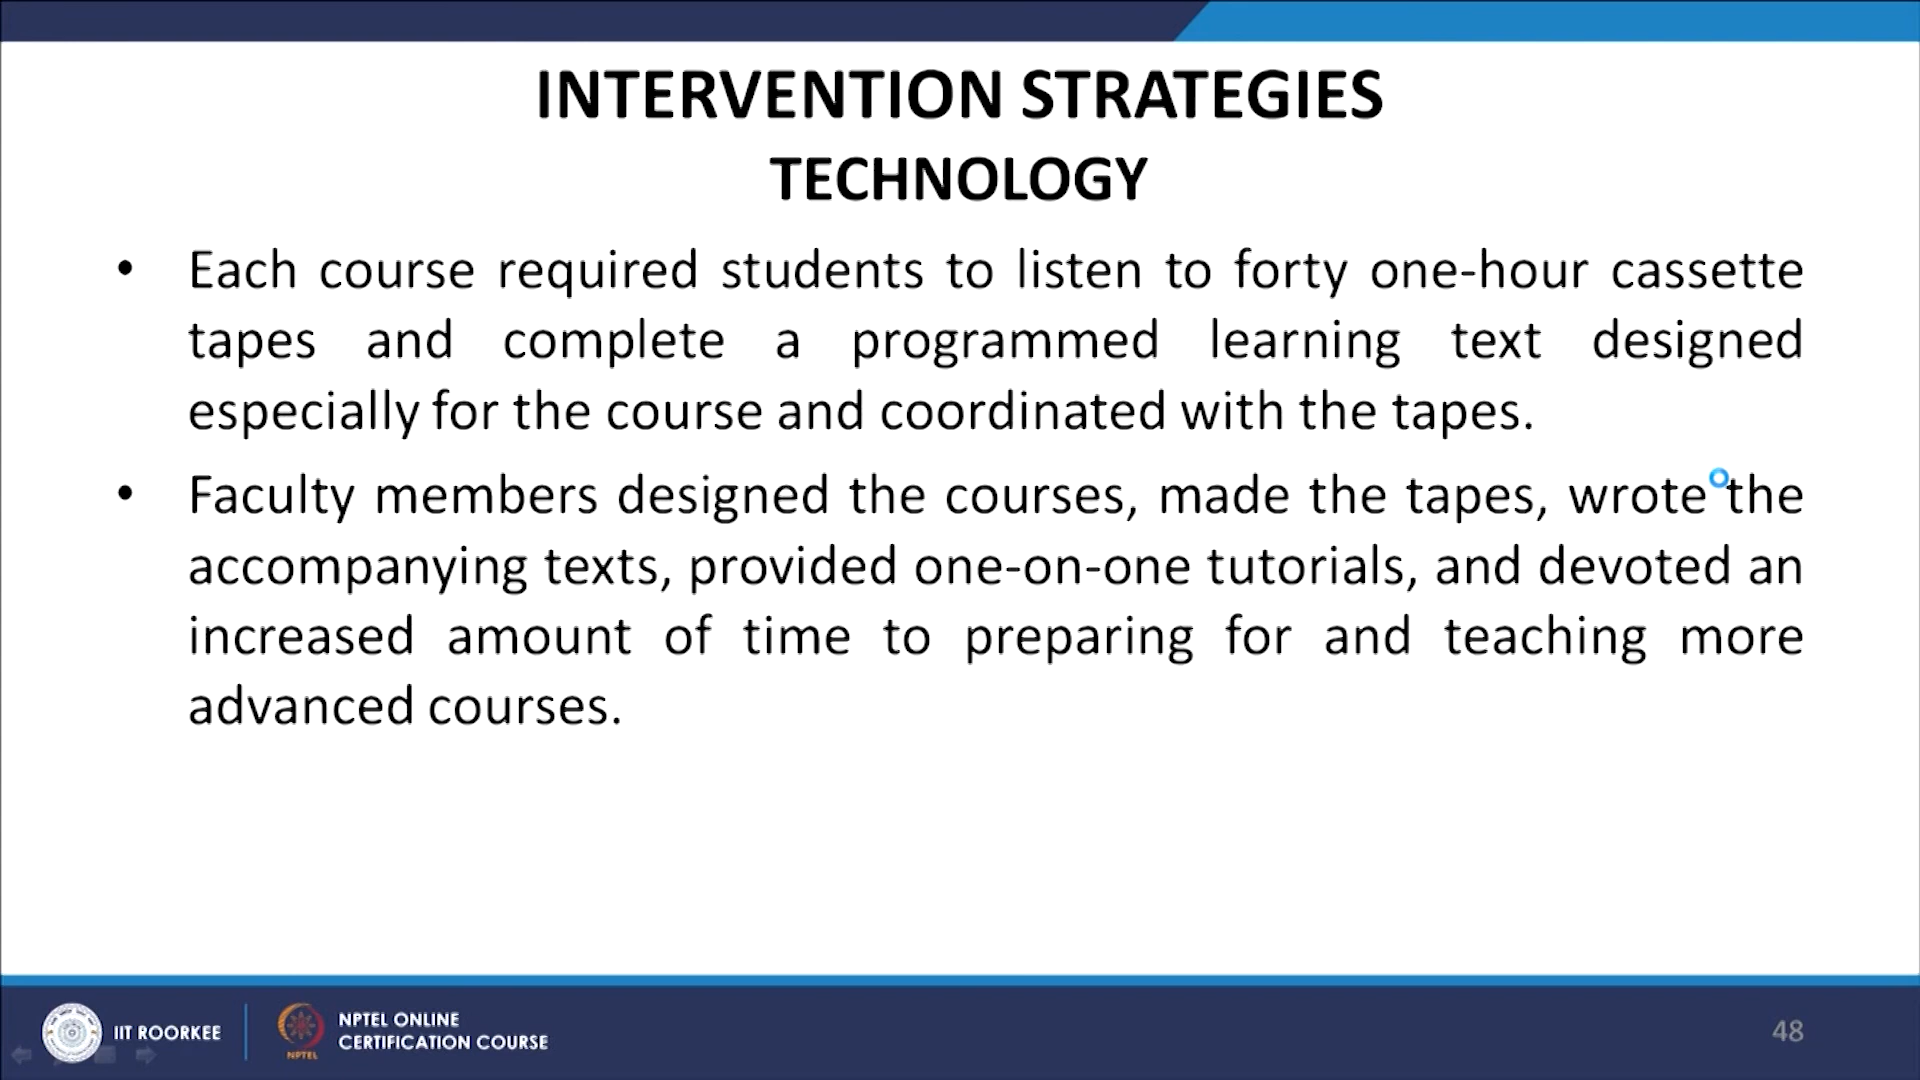 INTERVENTION STRATEGIES
TECHNOLOGY
• Each course required students to listen to forty one-hour cassette
tapes and complete a programmed learning text designed
especially for the course and coordinated with the tapes.
• Faculty members designed the courses, made the tapes, wrote the
accompanying texts, provided one-on-one tutorials, and devoted an
increased amount of time to preparing for and teaching more
advanced courses.
IIT ROORKEE
NPTEL
NPTEL ONLINE
CERTIFICATION COURSE
48